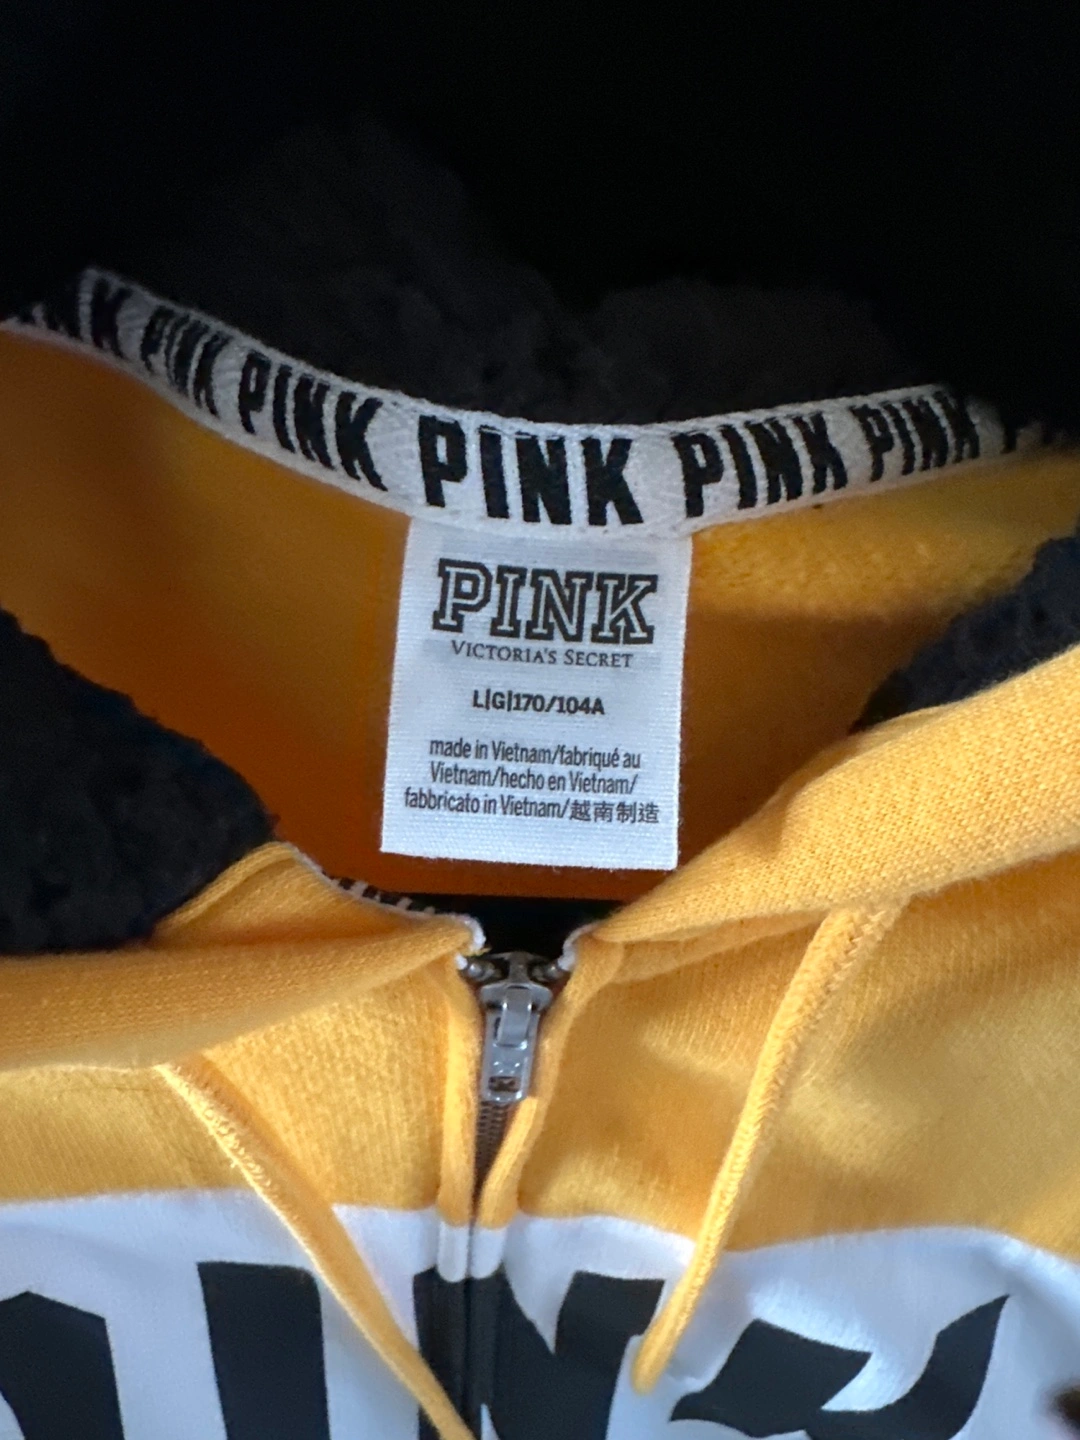 PINK PINK PINK PINK PINK
PINK
VICTORIA'S SECRET
L|G|170/104A
made in Vietnam/fabriqué au
Vietnam/hecho en Vietnam/
fabbricato in Vietnam/越南制造